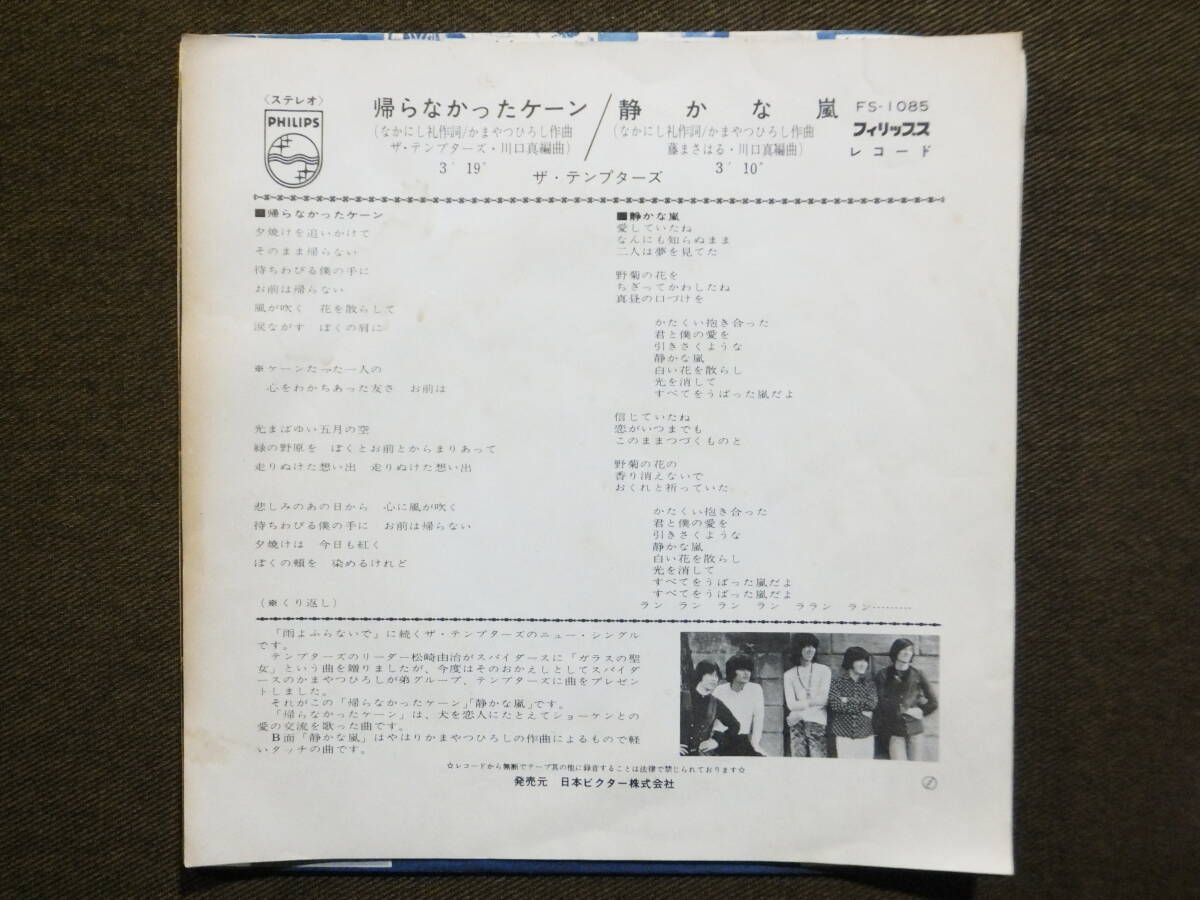 〈ステレオ〉
PHILIPS
帰らなかったケーン/静かな嵐
(なかにし礼作詞/かまやつひろし作曲
ザ・テンプターズ・川口真編曲)
3′19″
(なかにし礼作詞/かまやつひろし作曲
藤まさはる・川口真編曲)
3′10″
ザ・テンプターズ
FS-1085
フィリップス
レコード
■帰らなかったケーン
夕焼けを追いかけて
そのまま帰らない
待ちわびる僕の手に
お前は帰らない
風が吹く 花を散らして
涙ながす ぼくの肩に
※ケーンたった一人の
心をわかちあった友さ お前は
光まばゆい五月の空
緑の野原を ぼくとお前とからまりあって
走りぬけた想い出 走りぬけた想い出
悲しみのあの日から 心に風が吹く
待ちわびる僕の手に お前は帰らない
夕焼けは 今日も紅く
ぼくの頬を 染めるけれど
(※くり返し)
■静かな嵐
愛していたね
なんにも知らぬまま
二人は夢を見てた
野菊の花を
ちぎってかわしたね
真昼の口づけを
かたくい抱き合った
君と僕の愛を
引きさくような
静かな嵐
白い花を散らし
光を消して
すべてをうばった嵐だよ
信じていたね
恋がいつまでも
このままつづくものと
野菊の花の
香り消えないで
おくれと祈っていた
かたくい抱き合った
君と僕の愛を
引きさくような
静かな嵐
白い花を散らし
光を消して
すべてをうばった嵐だよ
すべてをうばった嵐だよ
ラン ラン ラン ラン ララン ラン………
「雨よふらないで」に続くザ・テンプターズのニュー・シングル
です。
テンプターズのリーダー松崎由治がスパイダースに「ガラスの聖
女」という曲を贈りましたが、今度はそのおかえしとしてスパイダ
ースのかまやつひろしが弟グループ、テンプターズに曲をプレゼン
トしました。
それがこの「帰らなかったケーン」「静かな嵐」です。
「帰らなかったケーン」は、犬を恋人にたとえてショーケンとの
愛の交流を歌った曲です。
B面「静かな嵐」はやはりかまやつひろしの作曲によるもので軽
いタッチの曲です。
☆レコードから無断でテープ其の他に録音することは法律で禁じられております☆
発売元 日本ビクター株式会社